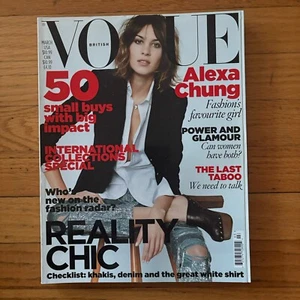 VOGUE
BRITISH
MARCH
50
small buys
with big
impact
INTERNATIONAL
COLLECTIONS
SPECIAL
Who's
new on the
fashion radar?
Alexa
Chung
Fashion's
favourite girl
POWER AND
GLAMOUR
Can women
have both?
THE LAST
TABOO
We need to talk
REALITY
CHIC
Checklist: khakis, denim and the great white shirt